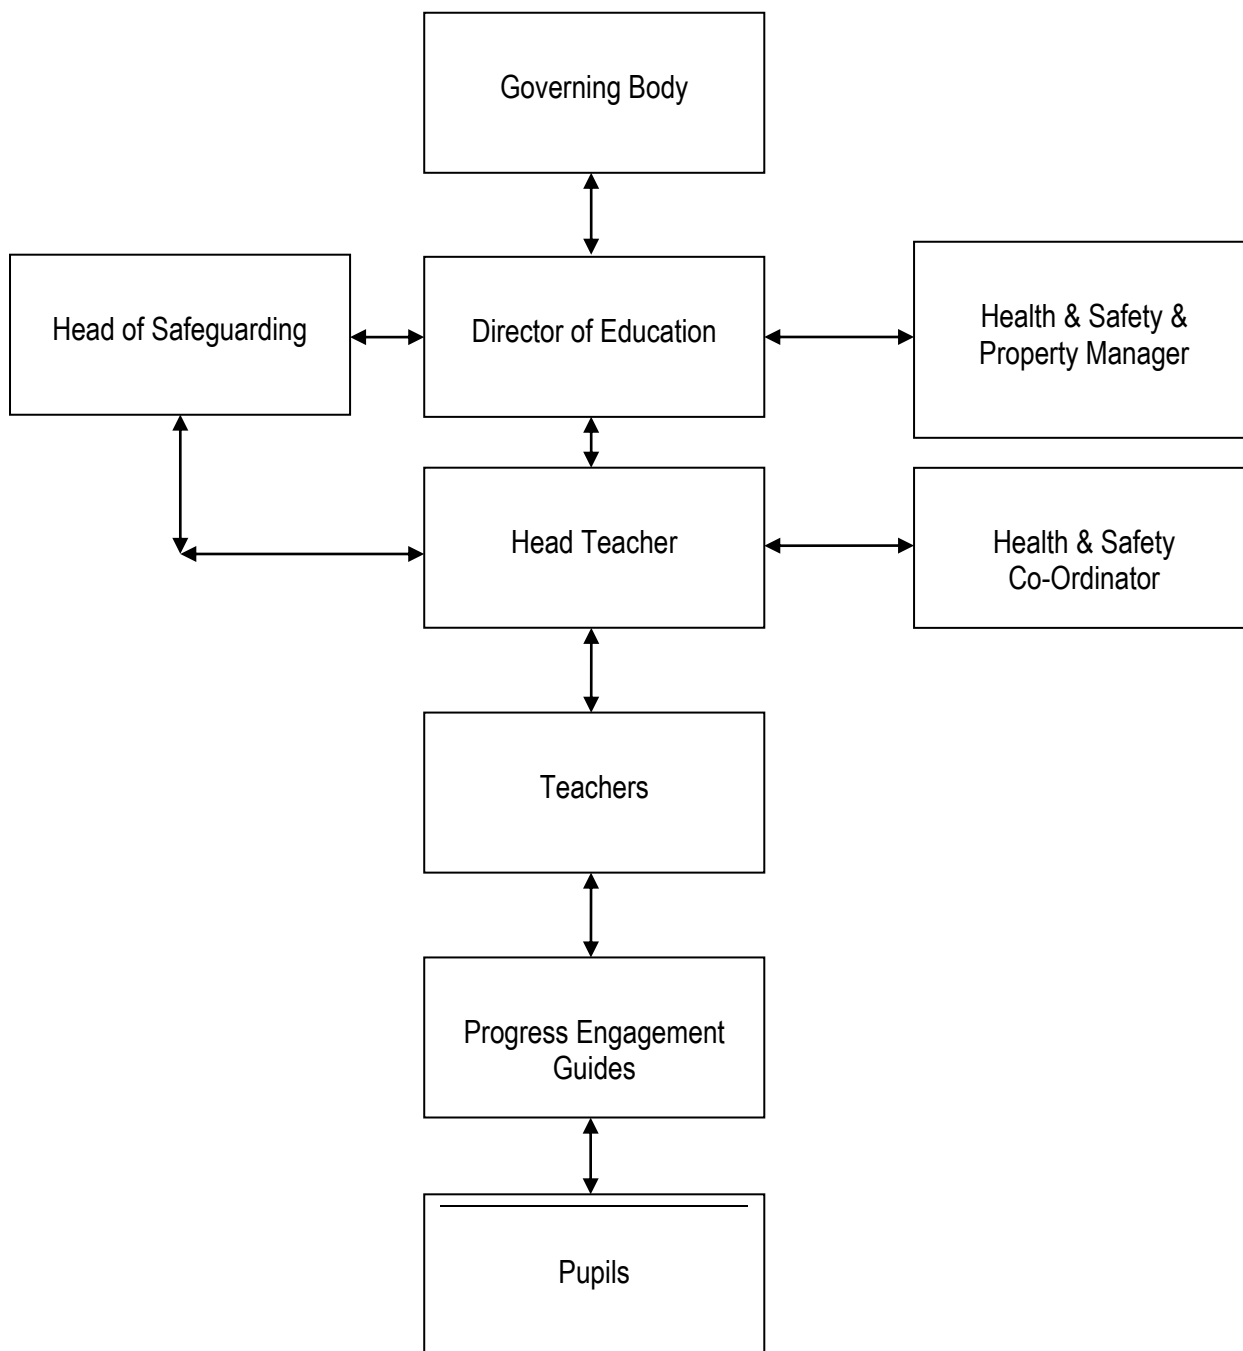 Governing Body
Head of Safeguarding
Director of Education
Health & Safety &
Property Manager
Head Teacher
Health & Safety
Co-Ordinator
Teachers
Progress Engagement
Guides
Pupils